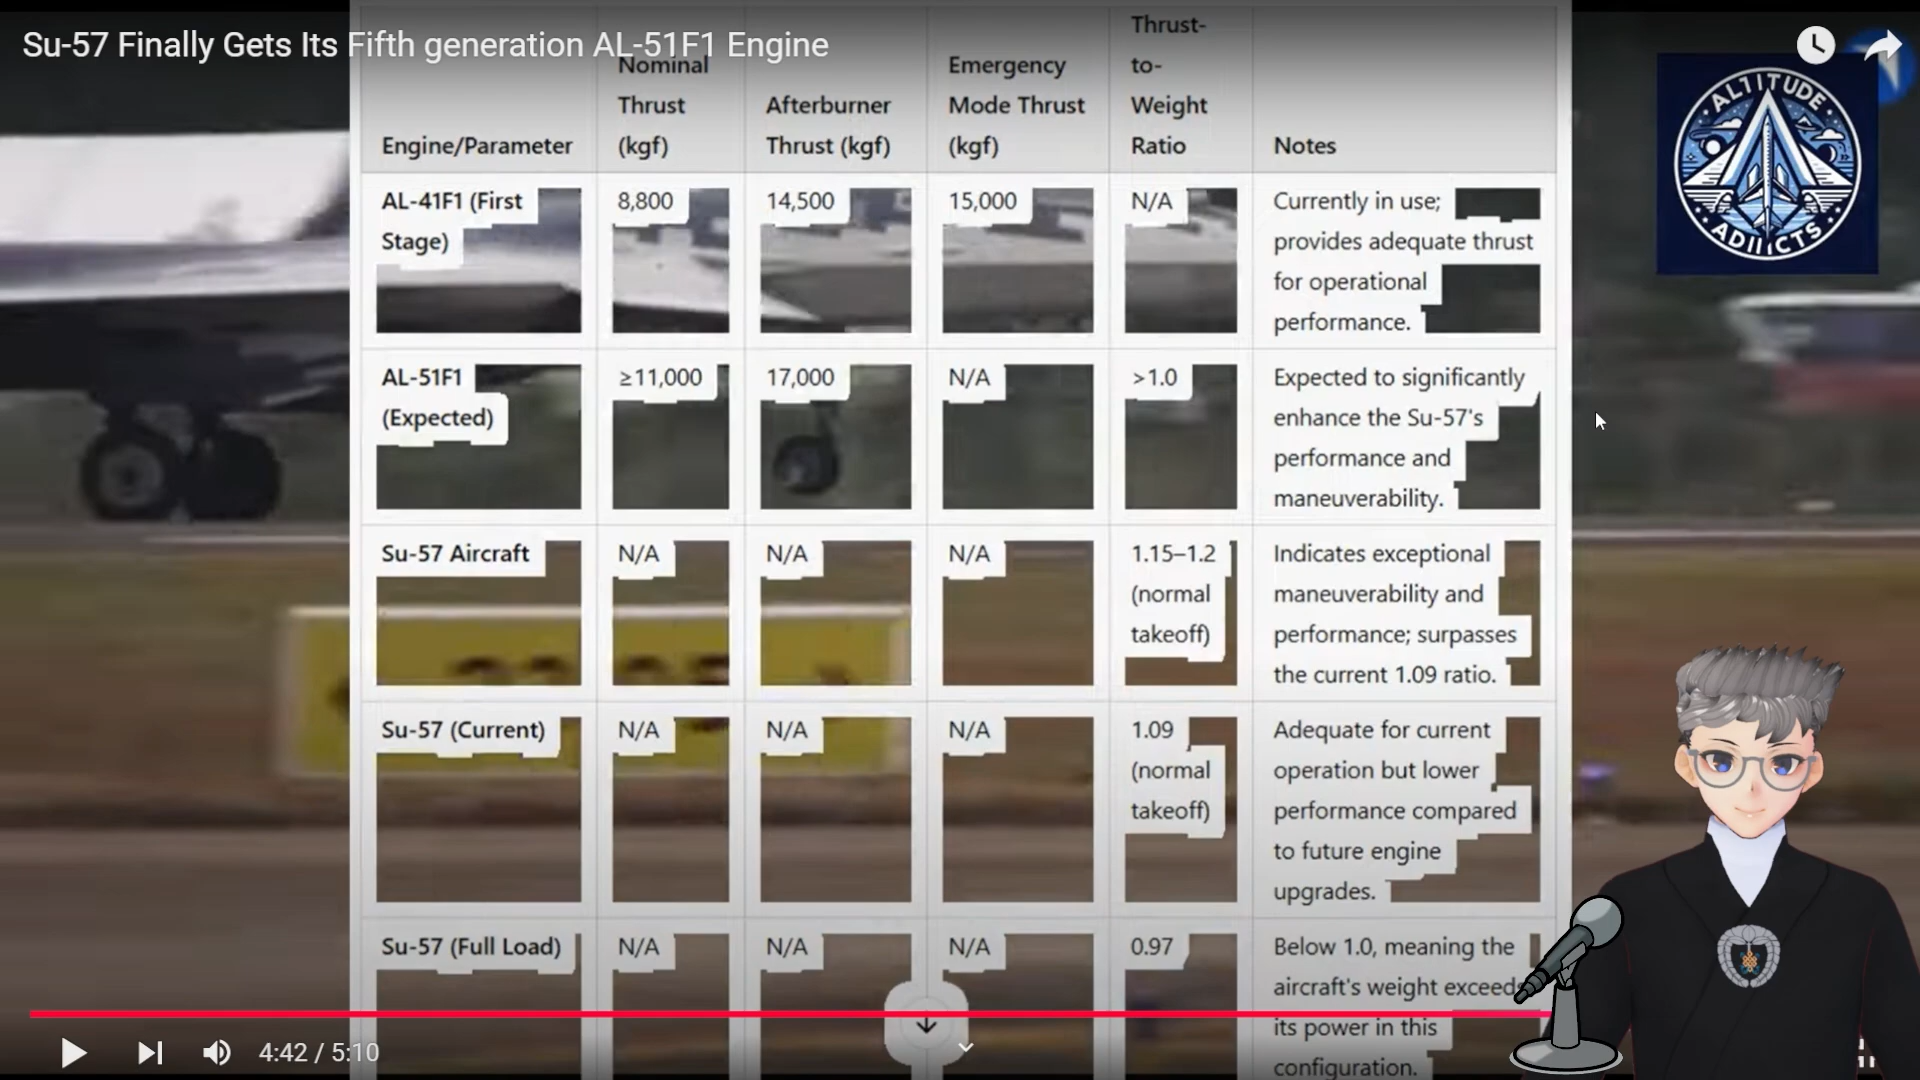 Su-57 Finally Gets Its Fifth generation AL-51F1 Engine
Engine/Parameter
Nominal
Thrust
(kgf)
Afterburner
Thrust (kgf)
Emergency
Mode Thrust
(kgf)
Thrust-
to-
Weight
Ratio
Notes
AL-41F1 (First
Stage)
8,800
14,500
15,000
N/A
Currently in use;
provides adequate thrust
for operational
performance.
AL-51F1
(Expected)
≥11,000
17,000
N/A
>1.0
Expected to significantly
enhance the Su-57's
performance and
maneuverability.
Su-57 Aircraft
N/A
N/A
N/A
1.15–1.2
(normal
takeoff)
Indicates exceptional
maneuverability and
performance; surpasses
the current 1.09 ratio.
Su-57 (Current)
N/A
N/A
N/A
1.09
(normal
takeoff)
Adequate for current
operation but lower
performance compared
to future engine
upgrades.
Su-57 (Full Load)
N/A
N/A
N/A
0.97
Below 1.0, meaning the
aircraft's weight exceeds
its power in this
configuration.
ALTITUDE
4:42 / 5:10